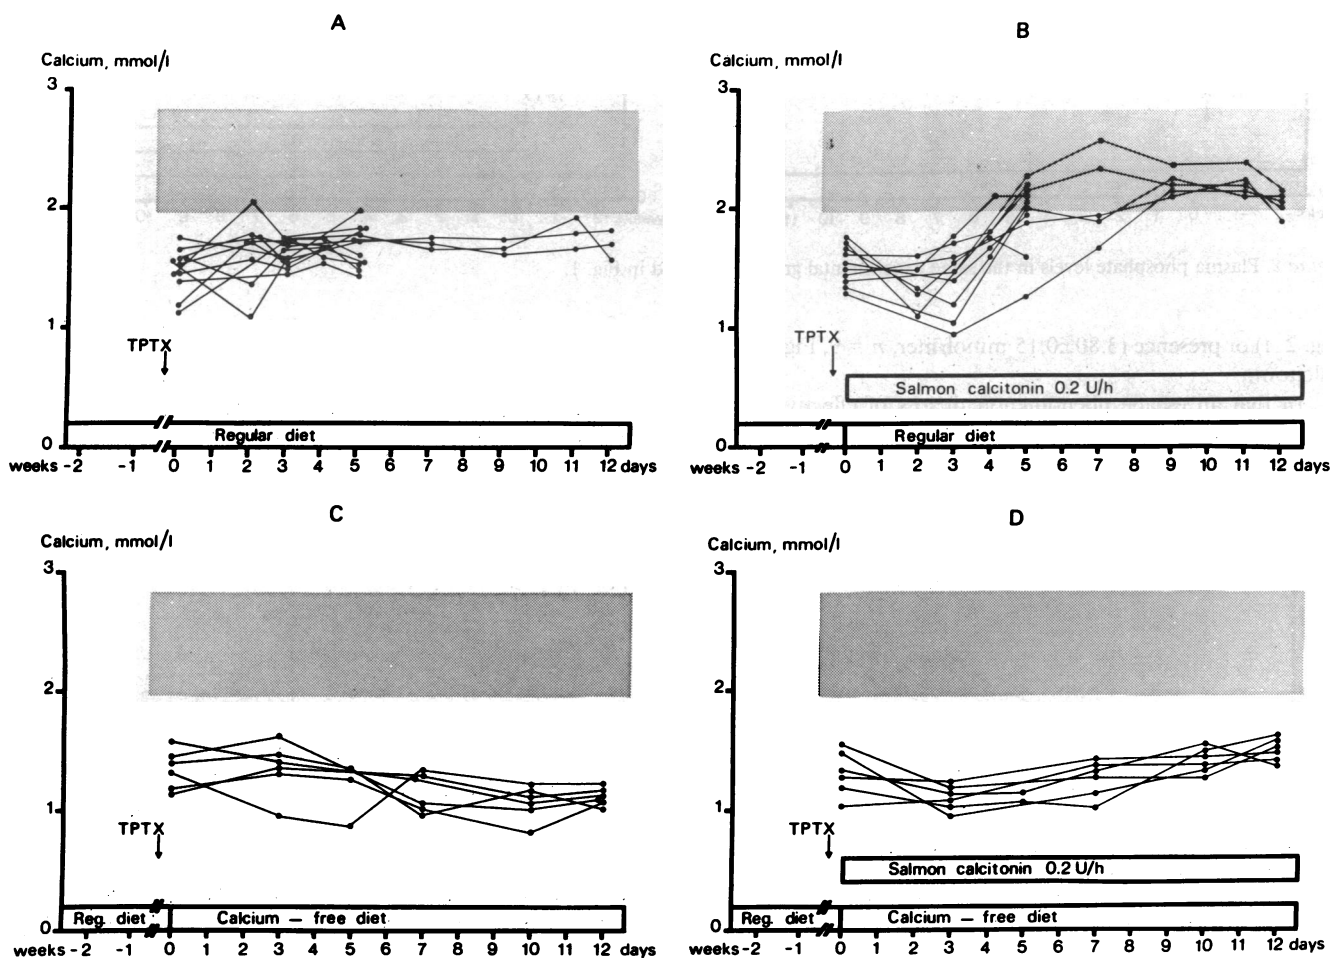 A
Calcium, mmol/l
3
2
1
TPTX
Regular diet
0
weeks -2 -1 0 1 2 3 4 5 6 7 8 9 10 11 12 days
B
Calcium, mmol/l
3
2
1
TPTX
Salmon calcitonin 0.2 U/h
Regular diet
0
weeks -2 -1 0 1 2 3 4 5 6 7 8 9 10 11 12 days
C
Calcium, mmol/l
3
2
1
TPTX
Reg. diet Calcium – free diet
0
weeks -2 -1 0 1 2 3 4 5 6 7 8 9 10 11 12 days
D
Calcium, mmol/l
3
2
1
TPTX
Salmon calcitonin 0.2 U/h
Reg. diet Calcium – free diet
0
weeks -2 -1 0 1 2 3 4 5 6 7 8 9 10 11 12 days